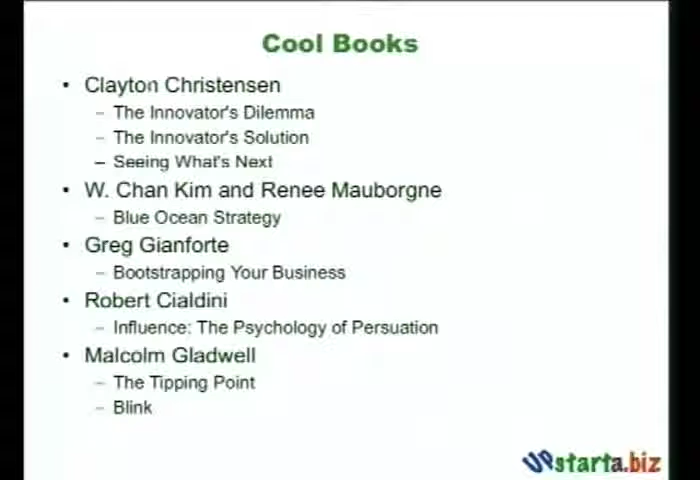 Cool Books
• Clayton Christensen
– The Innovator's Dilemma
– The Innovator's Solution
– Seeing What's Next
• W. Chan Kim and Renee Mauborgne
– Blue Ocean Strategy
• Greg Gianforte
– Bootstrapping Your Business
• Robert Cialdini
– Influence: The Psychology of Persuasion
• Malcolm Gladwell
– The Tipping Point
– Blink
UPstarta.biz